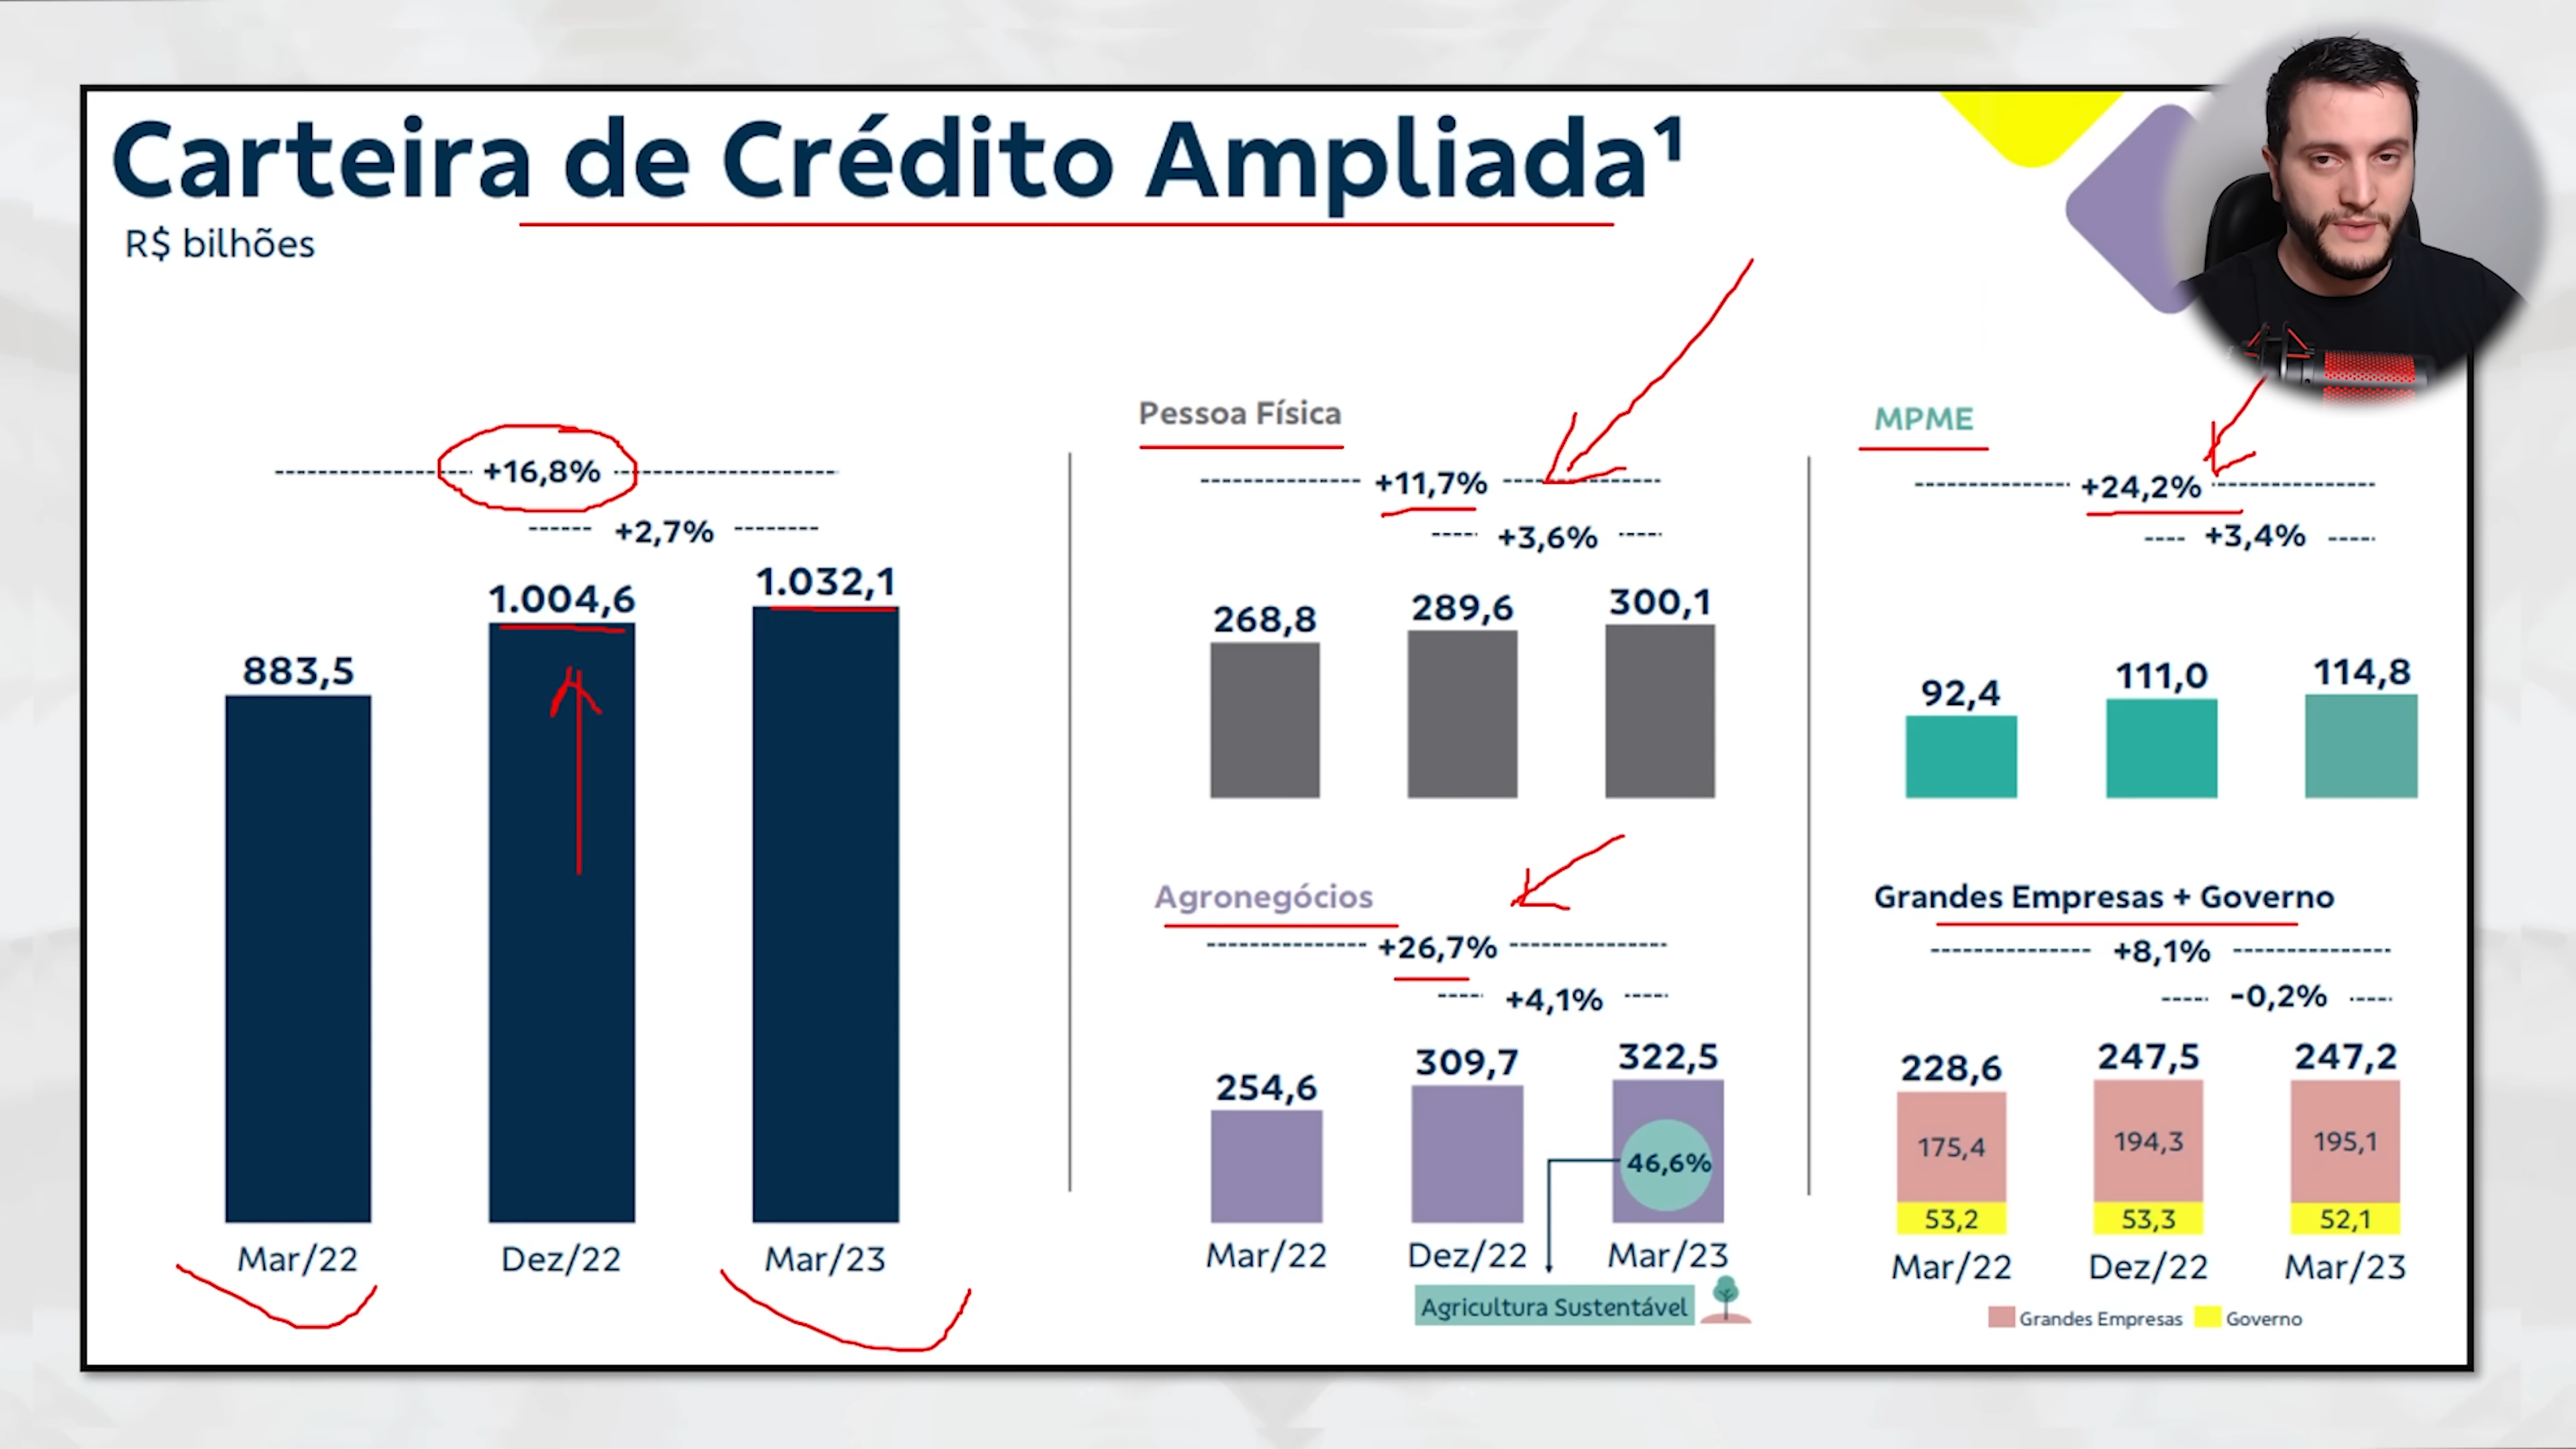 Carteira de Crédito Ampliada¹
R$ bilhões
+16,8%
+2,7%
883,5
1.004,6
1.032,1
Mar/22
Dez/22
Mar/23
Pessoa Física
+11,7%
+3,6%
268,8
289,6
300,1
Agronegócios
+26,7%
+4,1%
254,6
309,7
322,5
46,6%
Mar/22
Dez/22
Mar/23
Agricultura Sustentável
MPME
+24,2%
+3,4%
92,4
111,0
114,8
Grandes Empresas + Governo
+8,1%
-0,2%
228,6
247,5
247,2
175,4
194,3
195,1
53,2
53,3
52,1
Mar/22
Dez/22
Mar/23
Grandes Empresas
Governo